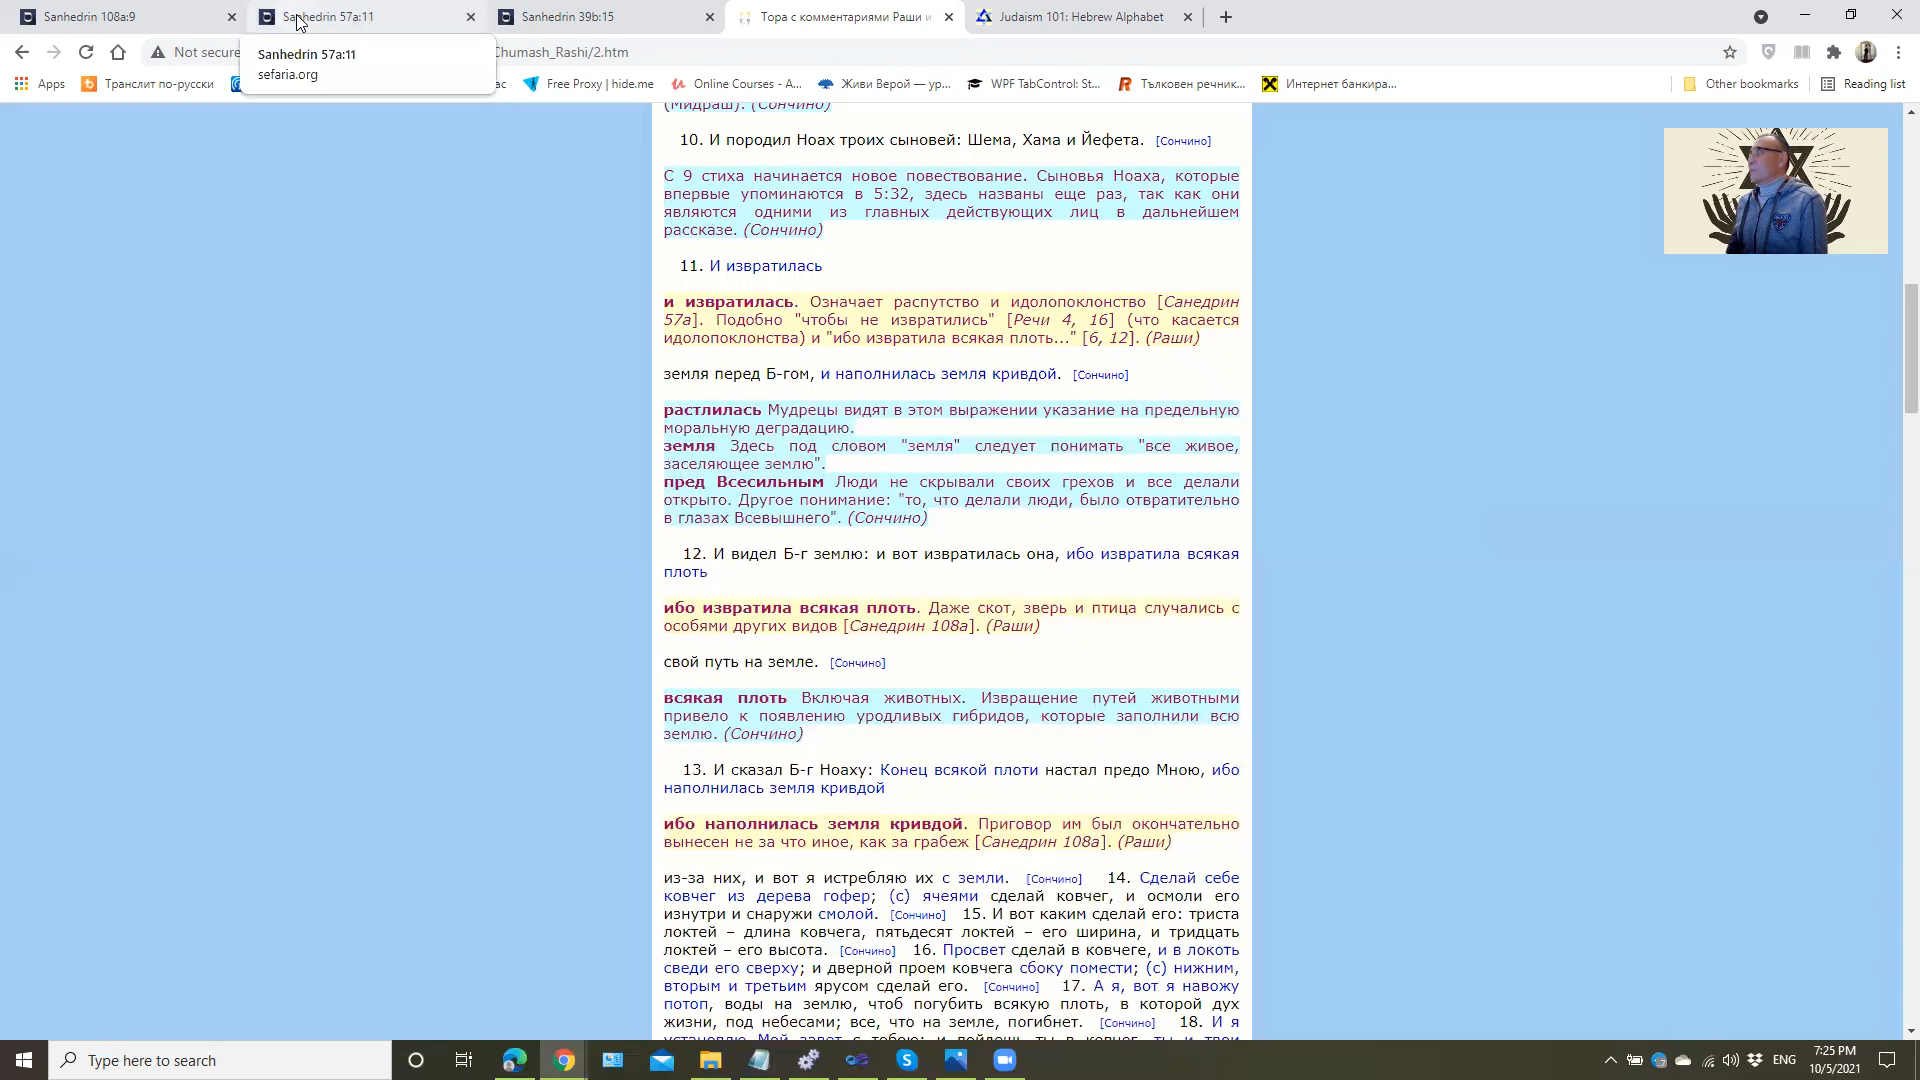 Sanhedrin 108a:9
Sanhedrin 57a:11
Sanhedrin 39b:15
Тора с комментариями Раши и
Judaism 101: Hebrew Alphabet
Not secure
Chumash_Rashi/2.htm
Sanhedrin 57a:11
sefaria.org
Apps
Транслит по-русски
ас
Free Proxy | hide.me
Online Courses - A...
Живи Верой — ур...
WPF TabControl: St...
Тълковен речник...
Интернет банкира...
Other bookmarks
Reading list
(Мидраш). (Сончино)
10. И породил Ноах троих сыновей: Шема, Хама и Йефета. [Сончино]
С 9 стиха начинается новое повествование. Сыновья Ноаха, которые
впервые упоминаются в 5:32, здесь названы еще раз, так как они
являются одними из главных действующих лиц в дальнейшем
рассказе. (Сончино)
11. И извратилась
и извратилась. Означает распутство и идолопоклонство [Санедрин
57а]. Подобно "чтобы не извратились" [Речи 4, 16] (что касается
идолопоклонства) и "ибо извратила всякая плоть..." [6, 12]. (Раши)
земля перед Б-гом, и наполнилась земля кривдой. [Сончино]
растлилась Мудрецы видят в этом выражении указание на предельную
моральную деградацию.
земля Здесь под словом "земля" следует понимать "все живое,
заселяющее землю".
пред Всесильным Люди не скрывали своих грехов и все делали
открыто. Другое понимание: "то, что делали люди, было отвратительно
в глазах Всевышнего". (Сончино)
12. И видел Б-г землю: и вот извратилась она, ибо извратила всякая
плоть
ибо извратила всякая плоть. Даже скот, зверь и птица случались с
особями других видов [Санедрин 108а]. (Раши)
свой путь на земле. [Сончино]
всякая плоть Включая животных. Извращение путей животными
привело к появлению уродливых гибридов, которые заполнили всю
землю. (Сончино)
13. И сказал Б-г Ноаху: Конец всякой плоти настал предо Мною, ибо
наполнилась земля кривдой
ибо наполнилась земля кривдой. Приговор им был окончательно
вынесен не за что иное, как за грабеж [Санедрин 108а]. (Раши)
из-за них, и вот я истребляю их с земли. [Сончино] 14. Сделай себе
ковчег из дерева гофер; (с) ячеями сделай ковчег, и осмоли его
изнутри и снаружи смолой. [Сончино] 15. И вот каким сделай его: триста
локтей – длина ковчега, пятьдесят локтей – его ширина, и тридцать
локтей – его высота. [Сончино] 16. Просвет сделай в ковчеге, и в локоть
сведи его сверху; и дверной проем ковчега сбоку помести; (с) нижним,
вторым и третьим ярусом сделай его. [Сончино] 17. А я, вот я навожу
потоп, воды на землю, чтоб погубить всякую плоть, в которой дух
жизни, под небесами; все, что на земле, погибнет. [Сончино] 18. И я
установлю Мой завет с тобою; и войдешь ты в ковчег, ты и твои
Type here to search
ENG
7:25 PM
10/5/2021